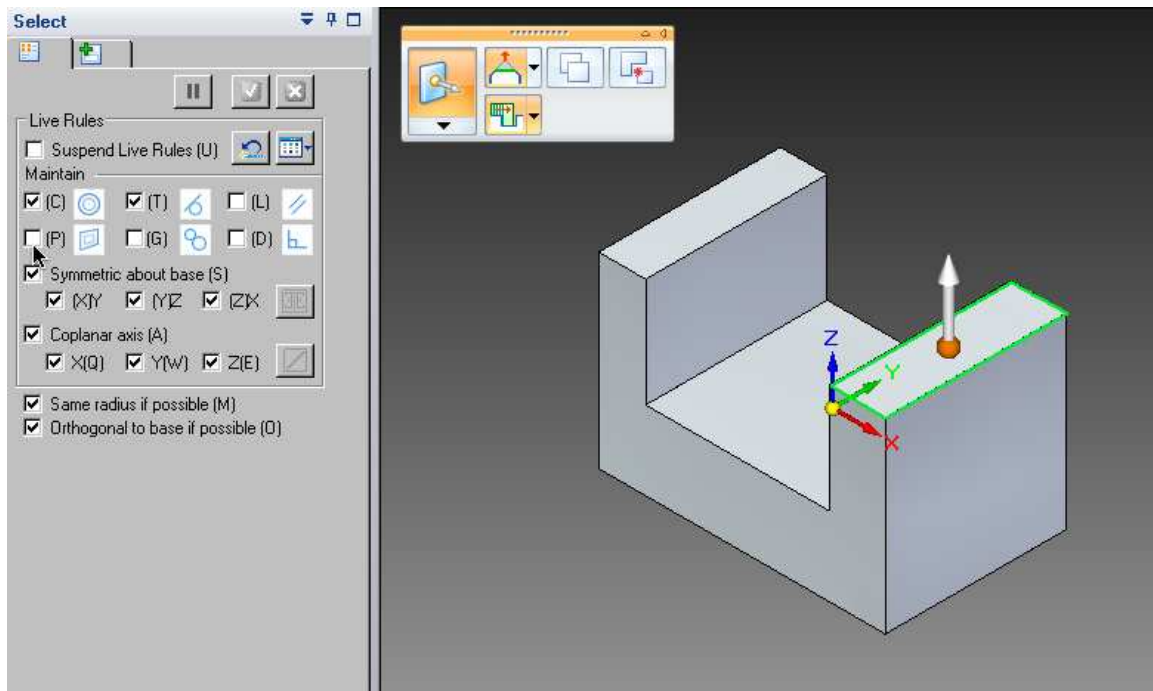 Select
Live Rules
Suspend Live Rules (U)
Maintain
(C) (T) (L)
(P) (G) (D)
Symmetric about base (S)
(X)Y (Y)Z (Z)X
Coplanar axis (A)
X(Q) Y(W) Z(E)
Same radius if possible (M)
Orthogonal to base if possible (O)
Z
Y
X